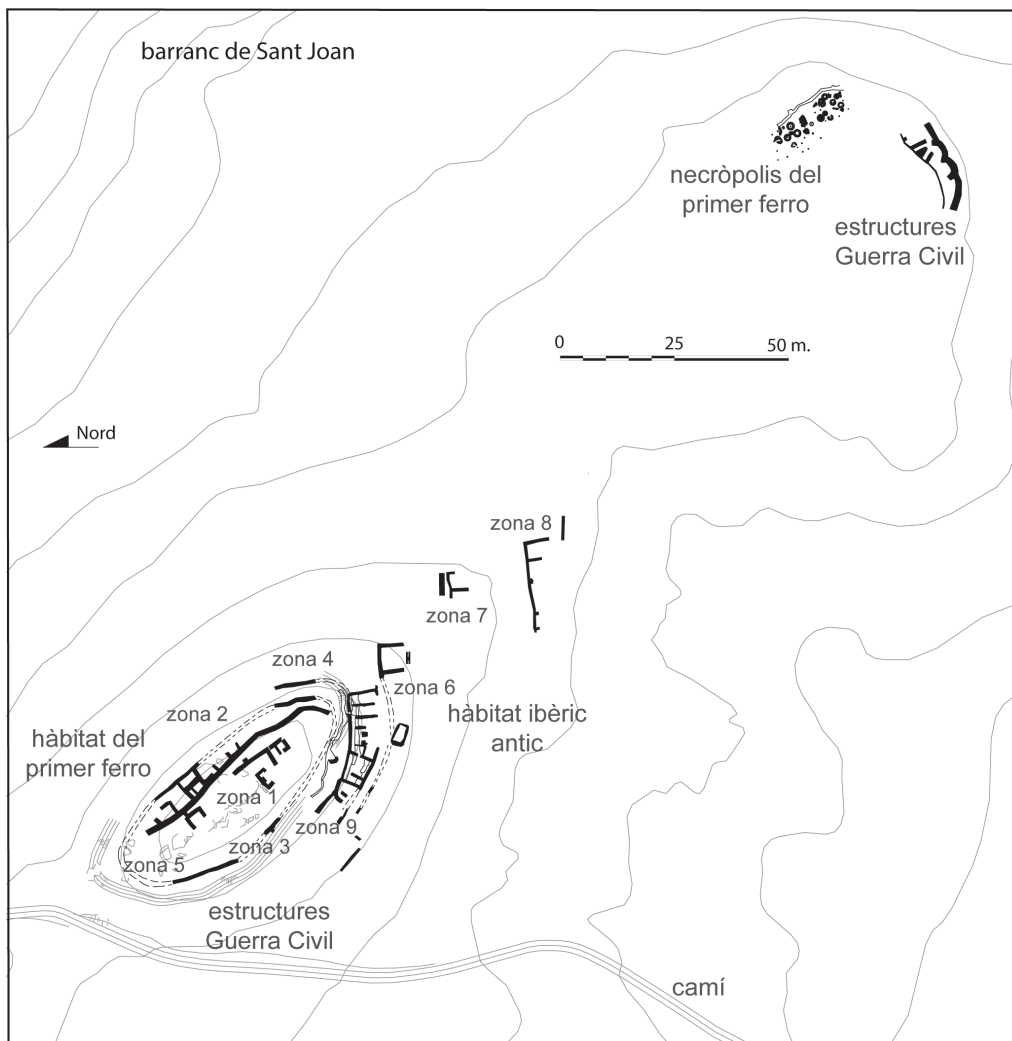 barranc de Sant Joan
necròpolis del
primer ferro
estructures
Guerra Civil
0 25 50 m.
Nord
zona 8
zona 7
zona 4
zona 6
zona 2
hàbitat ibèric
antic
hàbitat del
primer ferro
zona 1
zona 9
zona 3
zona 5
estructures
Guerra Civil
camí